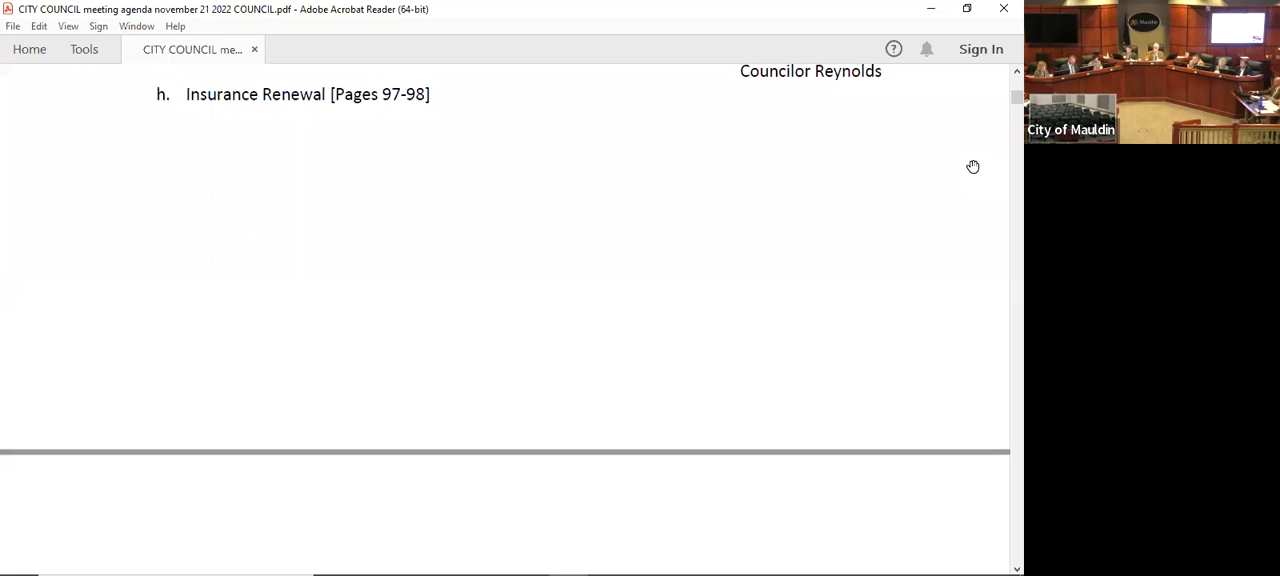 CITY COUNCIL meeting agenda november 21 2022 COUNCIL.pdf - Adobe Acrobat Reader (64-bit)
File Edit View Sign Window Help
Home Tools CITY COUNCIL me... × Sign In
Councilor Reynolds
h. Insurance Renewal [Pages 97-98]
Mauldin
City of Mauldin